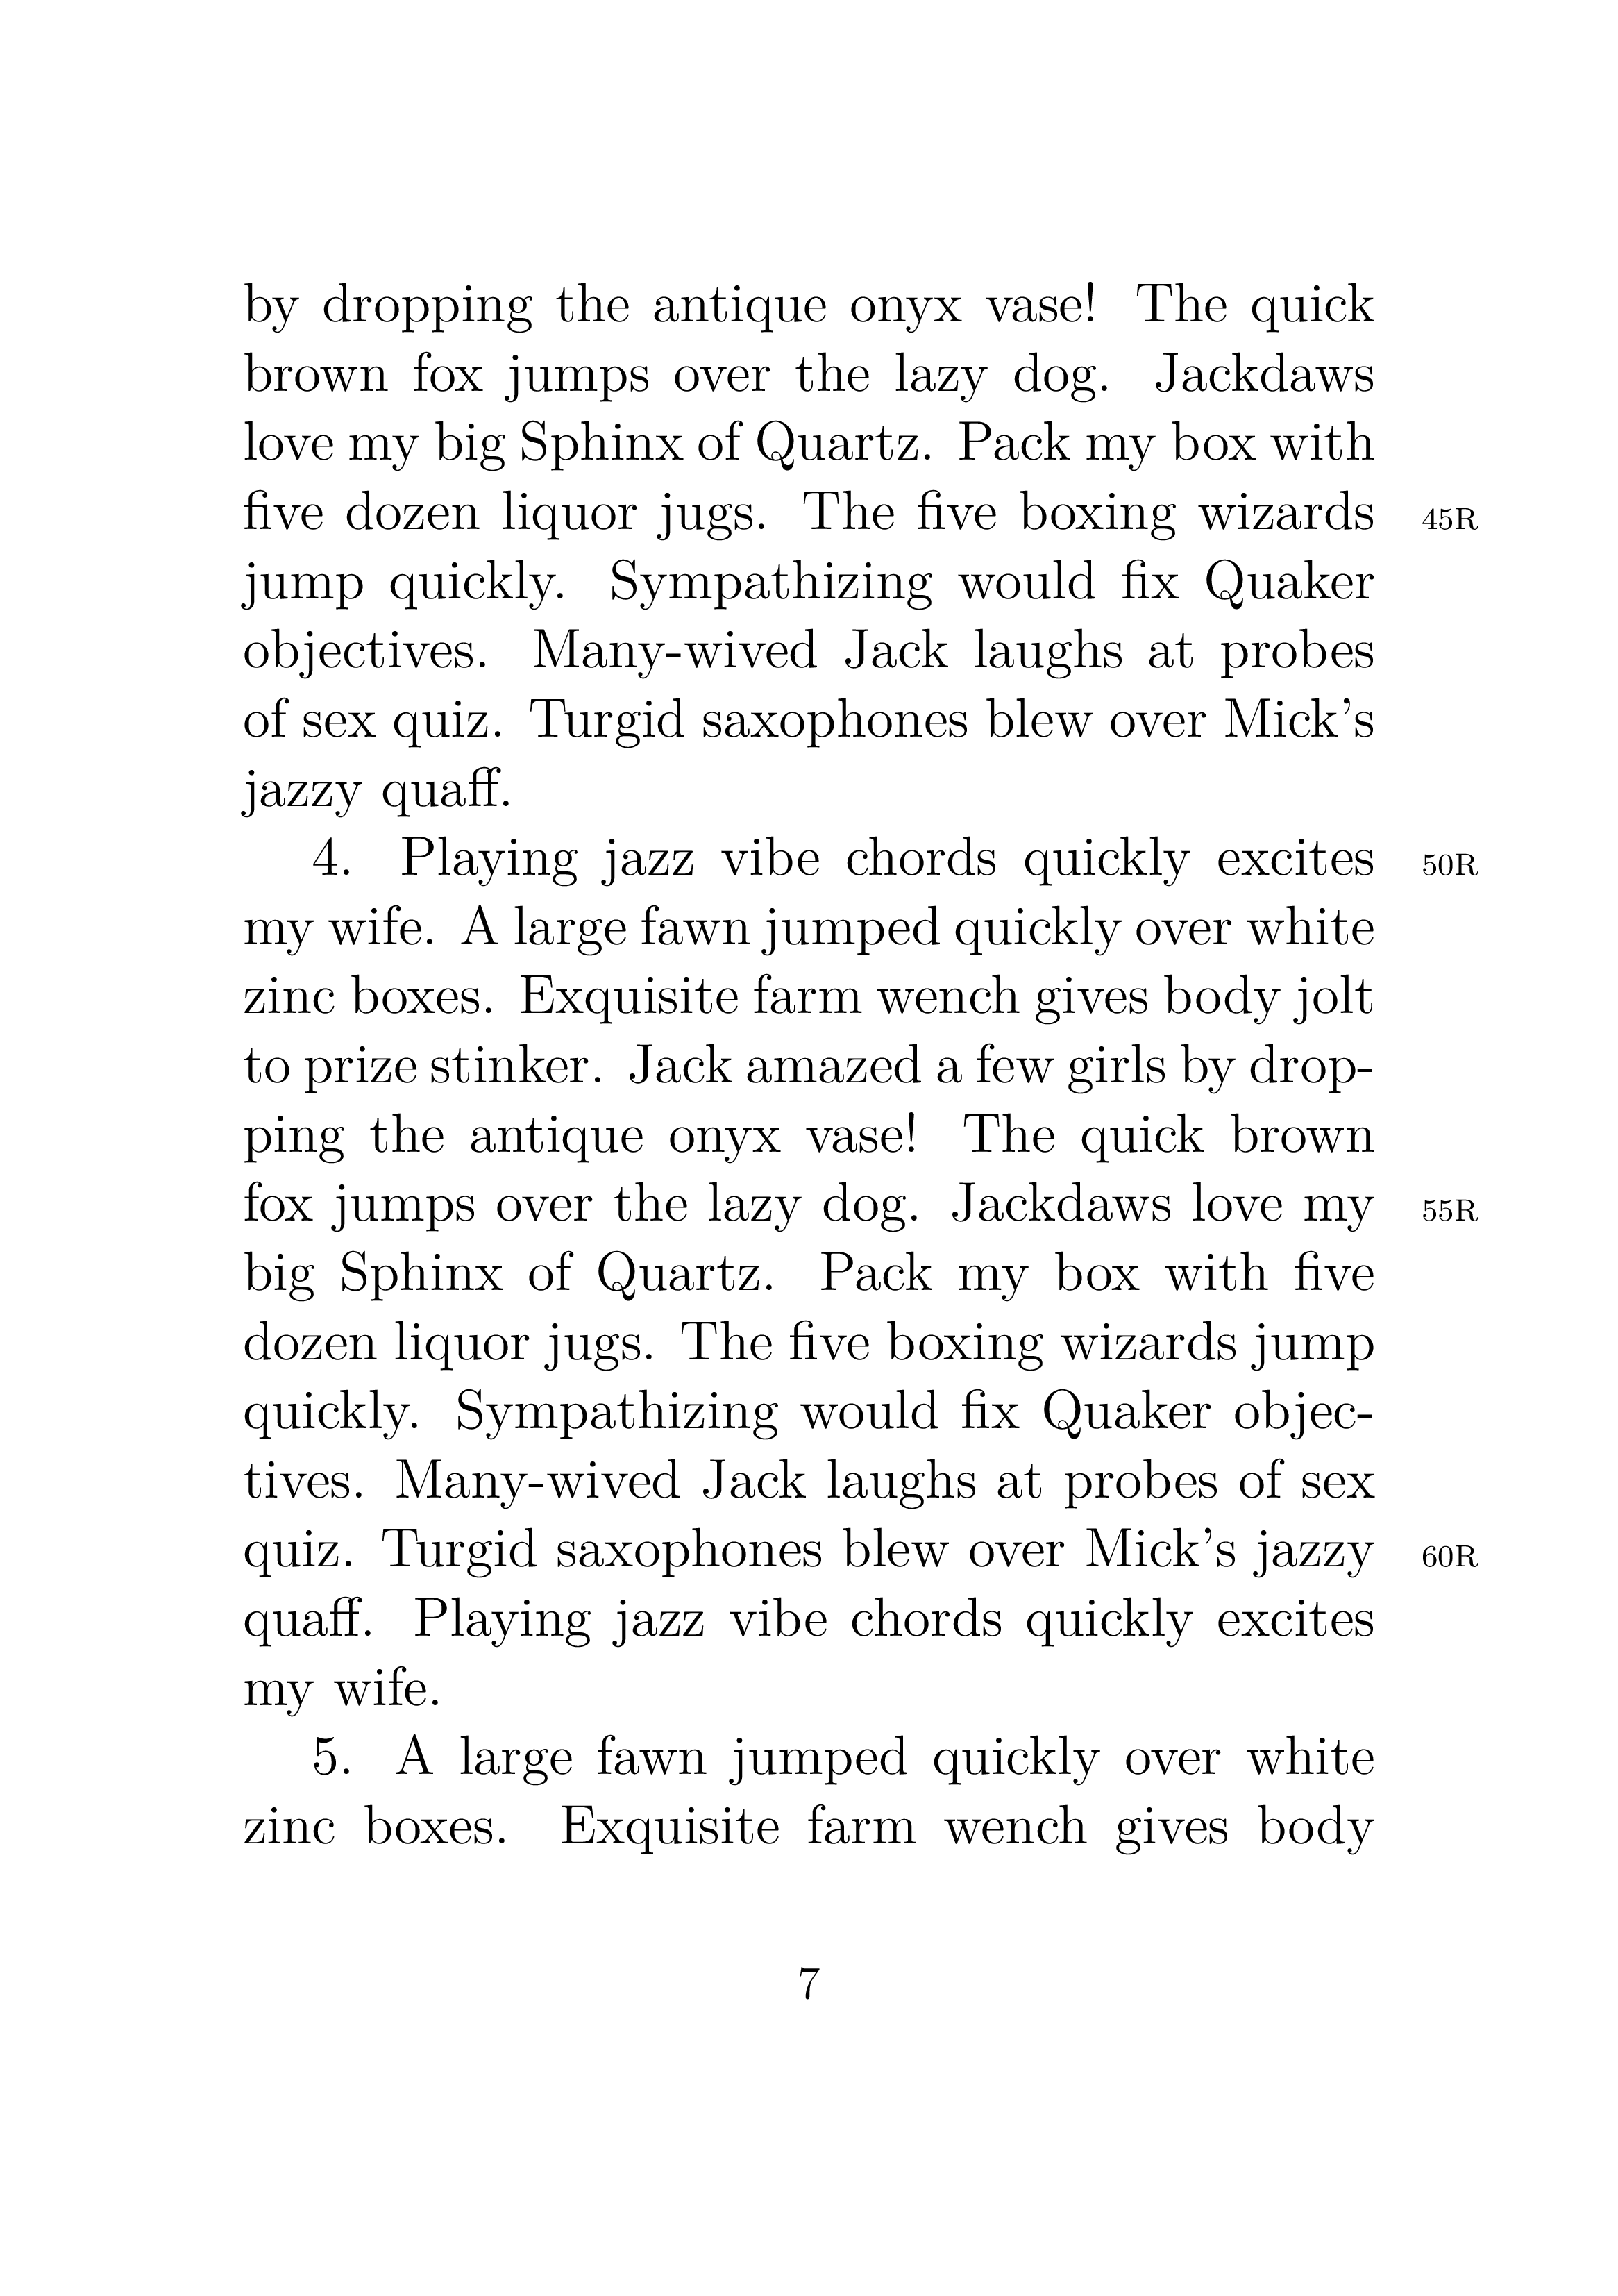 by dropping the antique onyx vase! The quick
brown fox jumps over the lazy dog. Jackdaws
love my big Sphinx of Quartz. Pack my box with
five dozen liquor jugs. The five boxing wizards 45R
jump quickly. Sympathizing would fix Quaker
objectives. Many-wived Jack laughs at probes
of sex quiz. Turgid saxophones blew over Mick’s
jazzy quaff.
4. Playing jazz vibe chords quickly excites 50R
my wife. A large fawn jumped quickly over white
zinc boxes. Exquisite farm wench gives body jolt
to prize stinker. Jack amazed a few girls by drop-
ping the antique onyx vase! The quick brown
fox jumps over the lazy dog. Jackdaws love my 55R
big Sphinx of Quartz. Pack my box with five
dozen liquor jugs. The five boxing wizards jump
quickly. Sympathizing would fix Quaker objec-
tives. Many-wived Jack laughs at probes of sex
quiz. Turgid saxophones blew over Mick’s jazzy 60R
quaff. Playing jazz vibe chords quickly excites
my wife.
5. A large fawn jumped quickly over white
zinc boxes. Exquisite farm wench gives body
7